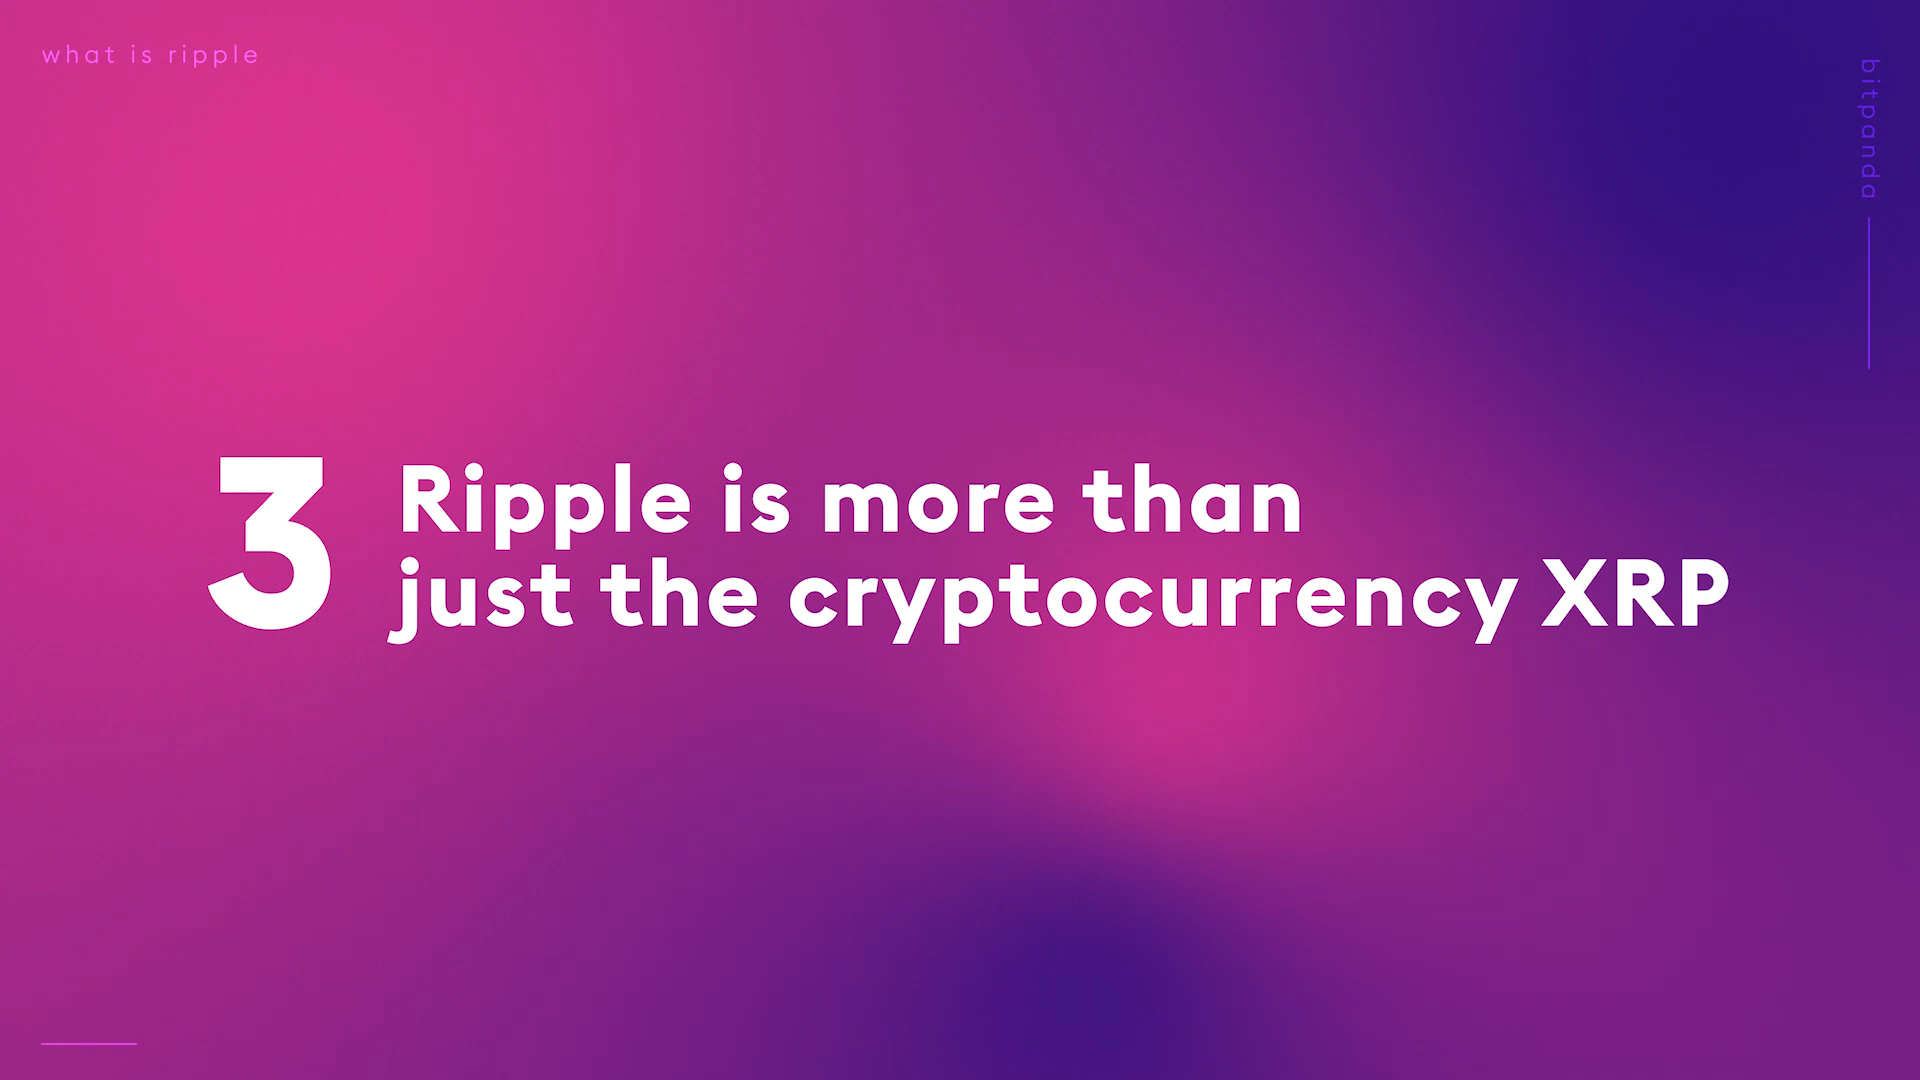 what is ripple
bitpanda
3
Ripple is more than
just the cryptocurrency XRP